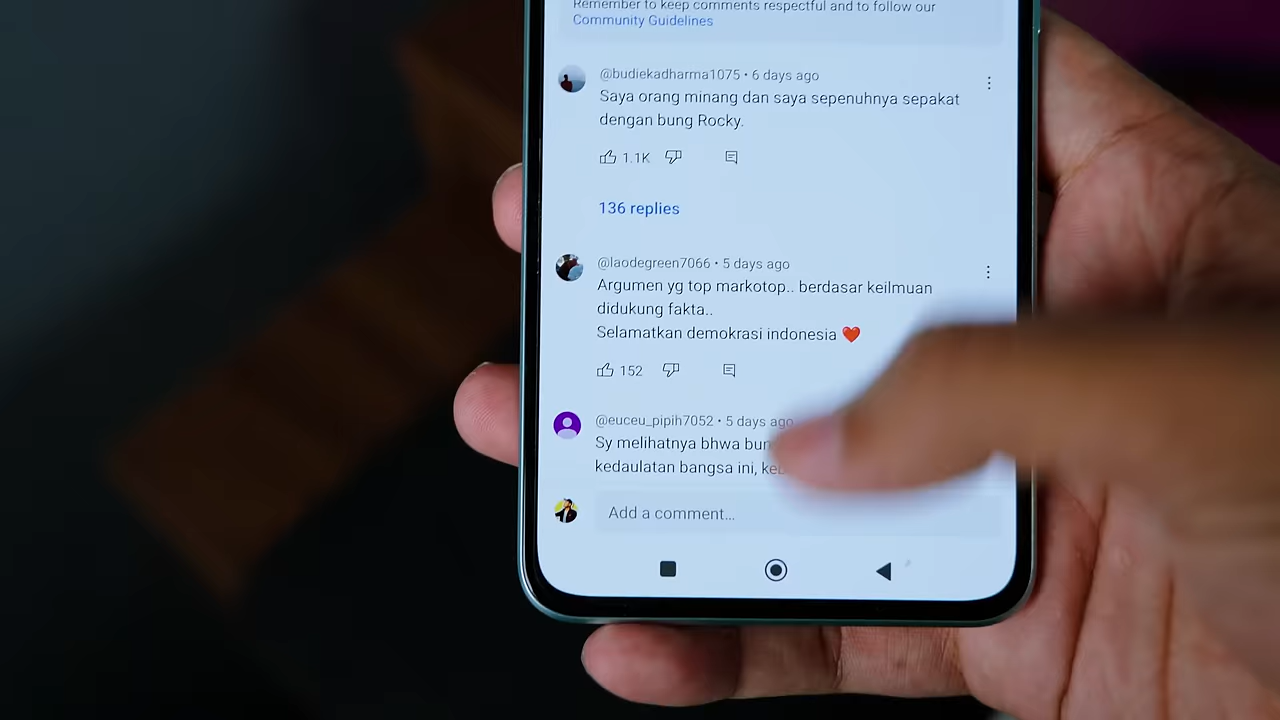 Remember to keep comments respectful and to follow our
Community Guidelines
@budiekadharma1075 • 6 days ago
Saya orang minang dan saya sepenuhnya sepakat
dengan bung Rocky.
1.1K
136 replies
@laodegreen7066 • 5 days ago
Argumen yg top markotop.. berdasar keilmuan
didukung fakta..
Selamatkan demokrasi indonesia ❤️
152
@euceu_pipih7052 • 5 days ago
Sy melihatnya bhwa
kedaulatan bangsa ini,
Add a comment...